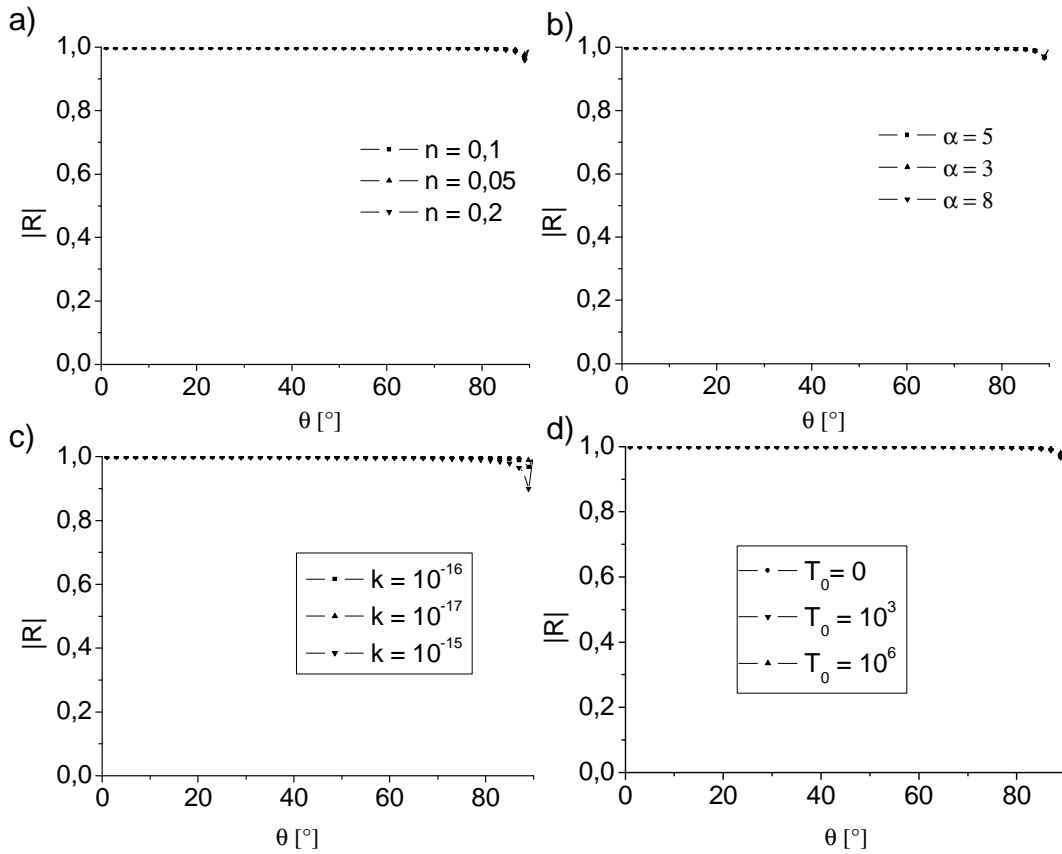 a)
1,0
0,8
0,6
0,4
0,2
0,0
|R|
n = 0,1
n = 0,05
n = 0,2
0 20 40 60 80
θ [°]
b)
1,0
0,8
0,6
0,4
0,2
0,0
|R|
α = 5
α = 3
α = 8
0 20 40 60 80
θ [°]
c)
1,0
0,8
0,6
0,4
0,2
0,0
|R|
k = 10⁻¹⁶
k = 10⁻¹⁷
k = 10⁻¹⁵
0 20 40 60 80
θ [°]
d)
1,0
0,8
0,6
0,4
0,2
0,0
|R|
T₀ = 0
T₀ = 10³
T₀ = 10⁶
0 20 40 60 80
θ [°]